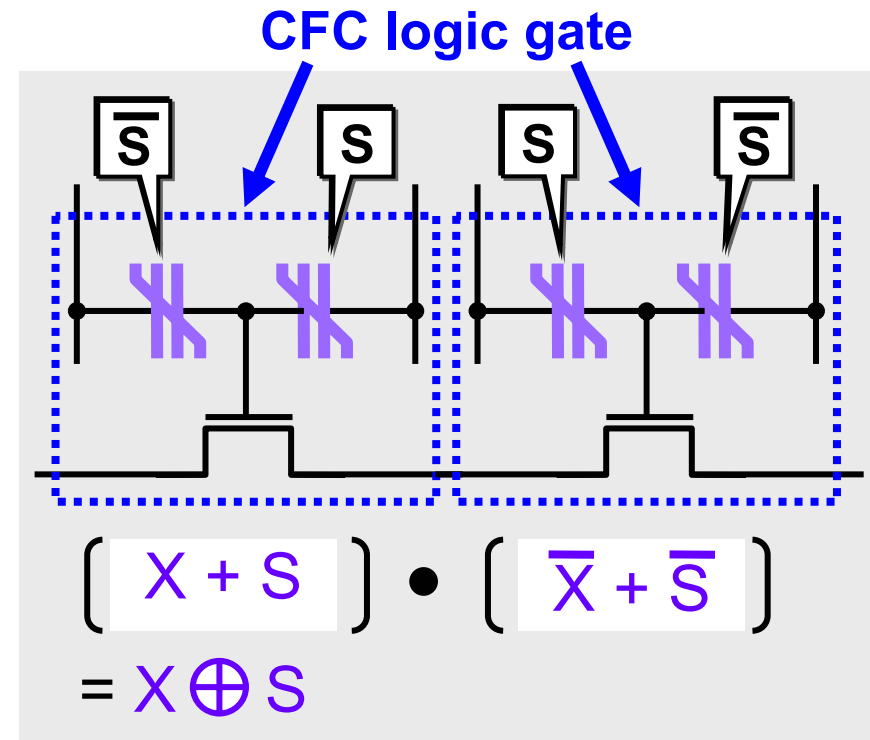 CFC logic gate
S̅ S S S̅
( X + S ) • ( X̅ + S̅ )
= X ⊕ S